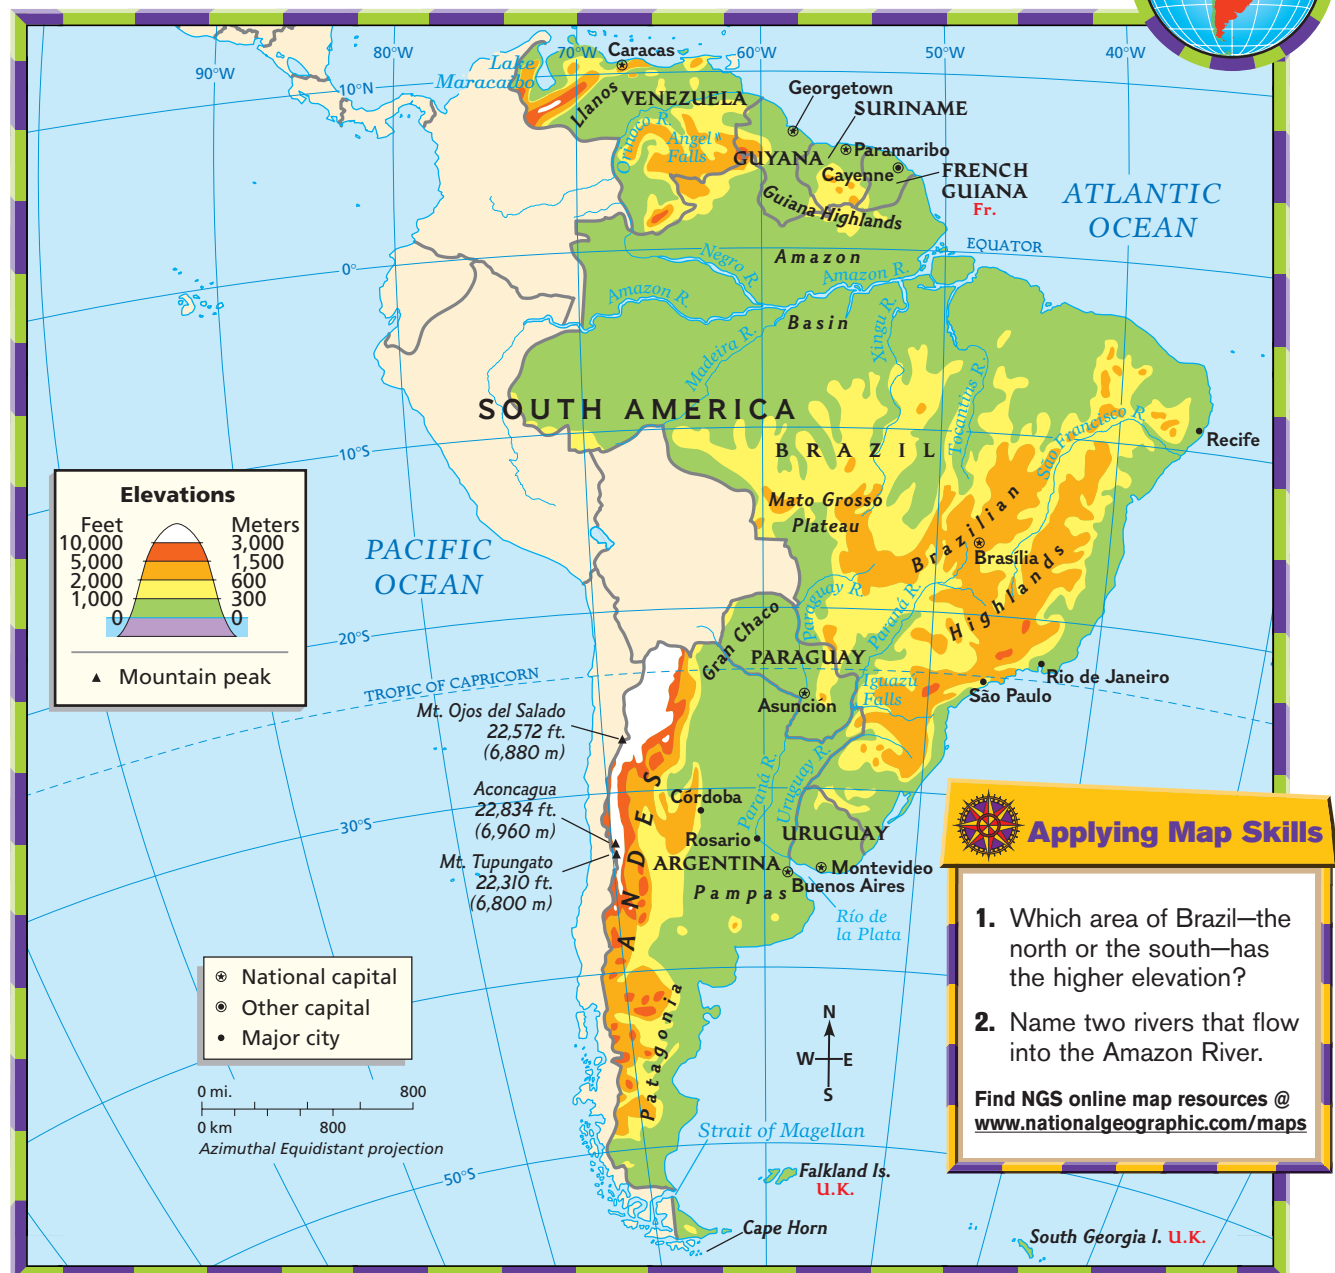 90°W
80°W
70°W
60°W
50°W
40°W
10°N
0°
10°S
20°S
30°S
50°S
Lake
Maracaibo
Caracas
Llanos
VENEZUELA
Orinoco R.
Angel
Falls
Georgetown
SURINAME
GUYANA
Paramaribo
Cayenne
FRENCH
GUIANA
Fr.
Guiana Highlands
ATLANTIC
OCEAN
EQUATOR
Negro R.
Amazon
Amazon R.
Amazon R.
Basin
Madeira R.
Xingu R.
Tocantins R.
São Francisco R.
SOUTH AMERICA
BRAZIL
Recife
Mato Grosso
Plateau
Brazilian
Highlands
Brasília
PACIFIC
OCEAN
Elevations
Feet Meters
10,000 3,000
5,000 1,500
2,000 600
1,000 300
0 0
Mountain peak
Paraguay R.
Paraná R.
Gran Chaco
PARAGUAY
TROPIC OF CAPRICORN
Asunción
Iguazú
Falls
Rio de Janeiro
São Paulo
Mt. Ojos del Salado
22,572 ft.
(6,880 m)
Aconcagua
22,834 ft.
(6,960 m)
Mt. Tupungato
22,310 ft.
(6,800 m)
ANDES
Córdoba
Paraná R.
Uruguay R.
Rosario
URUGUAY
ARGENTINA
Montevideo
Buenos Aires
Pampas
Río de
la Plata
Patagonia
National capital
Other capital
Major city
0 mi. 800
0 km 800
Azimuthal Equidistant projection
N
W E
S
Strait of Magellan
Falkland Is.
U.K.
Cape Horn
South Georgia I. U.K.
Applying Map Skills
1. Which area of Brazil—the
north or the south—has
the higher elevation?
2. Name two rivers that flow
into the Amazon River.
Find NGS online map resources @
www.nationalgeographic.com/maps